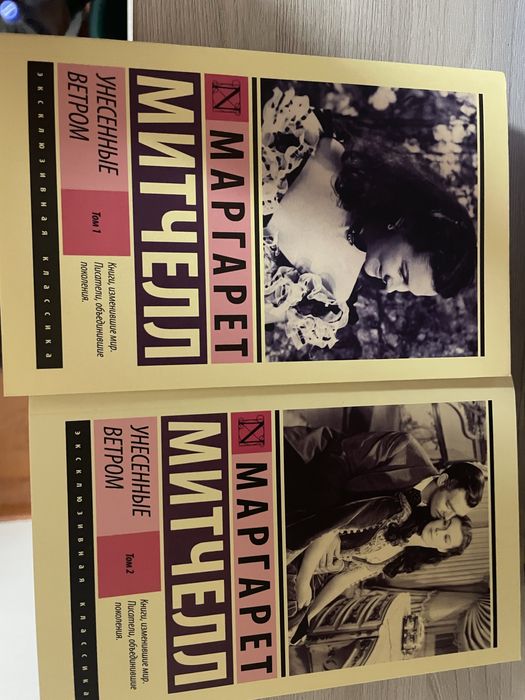 МАРГАРЕТ
МИТЧЕЛЛ
УНЕСЕННЫЕ
ВЕТРОМ
Том 1
Книги, изменившие мир.
Писатели, объединившие
поколения.
ЭКСКЛЮЗИВНАЯ КЛАССИКА
МАРГАРЕТ
МИТЧЕЛЛ
УНЕСЕННЫЕ
ВЕТРОМ
Том 2
Книги, изменившие мир.
Писатели, объединившие
поколения.
ЭКСКЛЮЗИВНАЯ КЛАССИКА